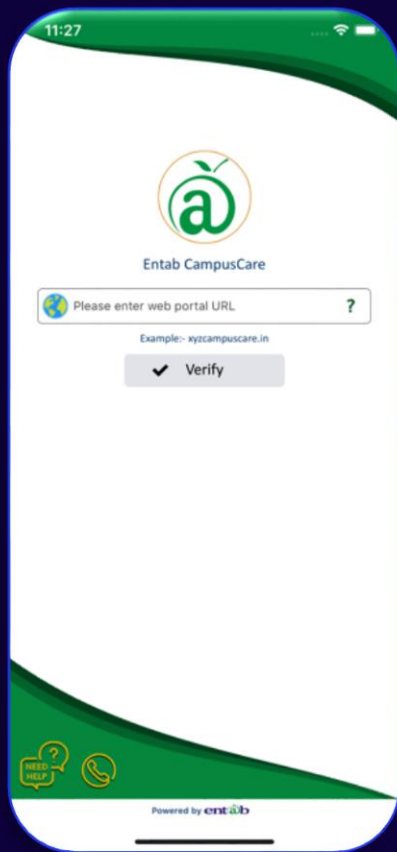 11:27
Entab CampusCare
Please enter web portal URL ?
Example:- xyzcampuscare.in
✔ Verify
?
NEED
HELP
Powered by entab